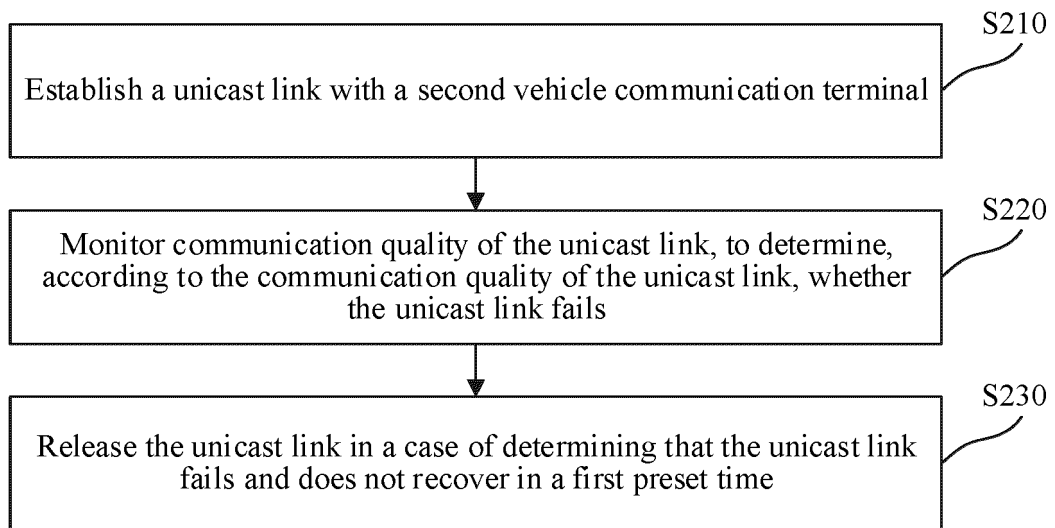 S210
Establish a unicast link with a second vehicle communication terminal
S220
Monitor communication quality of the unicast link, to determine,
according to the communication quality of the unicast link, whether
the unicast link fails
S230
Release the unicast link in a case of determining that the unicast link
fails and does not recover in a first preset time